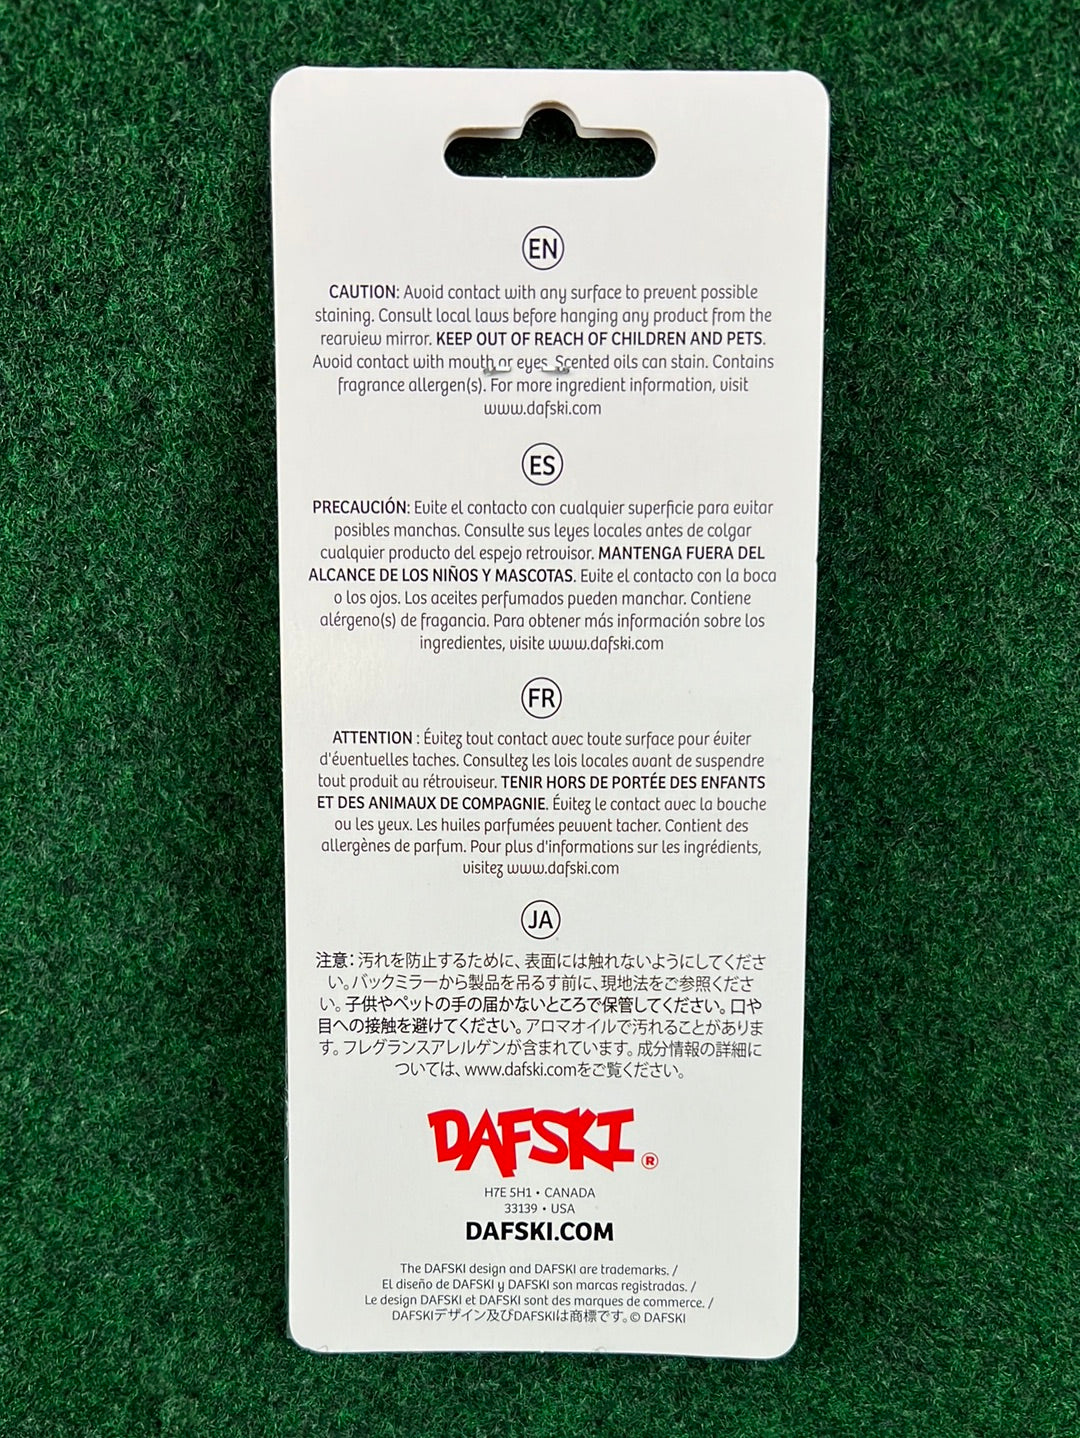 EN
CAUTION: Avoid contact with any surface to prevent possible
staining. Consult local laws before hanging any product from the
rearview mirror. KEEP OUT OF REACH OF CHILDREN AND PETS.
Avoid contact with mouth or eyes. Scented oils can stain. Contains
fragrance allergen(s). For more ingredient information, visit
www.dafski.com
ES
PRECAUCIÓN: Evite el contacto con cualquier superficie para evitar
posibles manchas. Consulte sus leyes locales antes de colgar
cualquier producto del espejo retrovisor. MANTENGA FUERA DEL
ALCANCE DE LOS NIÑOS Y MASCOTAS. Evite el contacto con la boca
o los ojos. Los aceites perfumados pueden manchar. Contiene
alérgeno(s) de fragancia. Para obtener más información sobre los
ingredientes, visite www.dafski.com
FR
ATTENTION : Évitez tout contact avec toute surface pour éviter
d'éventuelles taches. Consultez les lois locales avant de suspendre
tout produit au rétroviseur. TENIR HORS DE PORTÉE DES ENFANTS
ET DES ANIMAUX DE COMPAGNIE. Évitez le contact avec la bouche
ou les yeux. Les huiles parfumées peuvent tacher. Contient des
allergènes de parfum. Pour plus d'informations sur les ingrédients,
visitez www.dafski.com
JA
注意: 汚れを防止するために、表面には触れないようにしてくださ
い。バックミラーから製品を吊るす前に、現地法をご参照くださ
い。子供やペットの手の届かないところで保管してください。口や
目への接触を避けてください。アロマオイルで汚れることがありま
す。フレグランスアレルゲンが含まれています。成分情報の詳細に
ついては、www.dafski.comをご覧ください。
DAFSKI®
H7E 5H1 • CANADA
33139 • USA
DAFSKI.COM
The DAFSKI design and DAFSKI are trademarks. /
El diseño de DAFSKI y DAFSKI son marcas registradas. /
Le design DAFSKI et DAFSKI sont des marques de commerce. /
DAFSKIデザイン及びDAFSKIは商標です。© DAFSKI